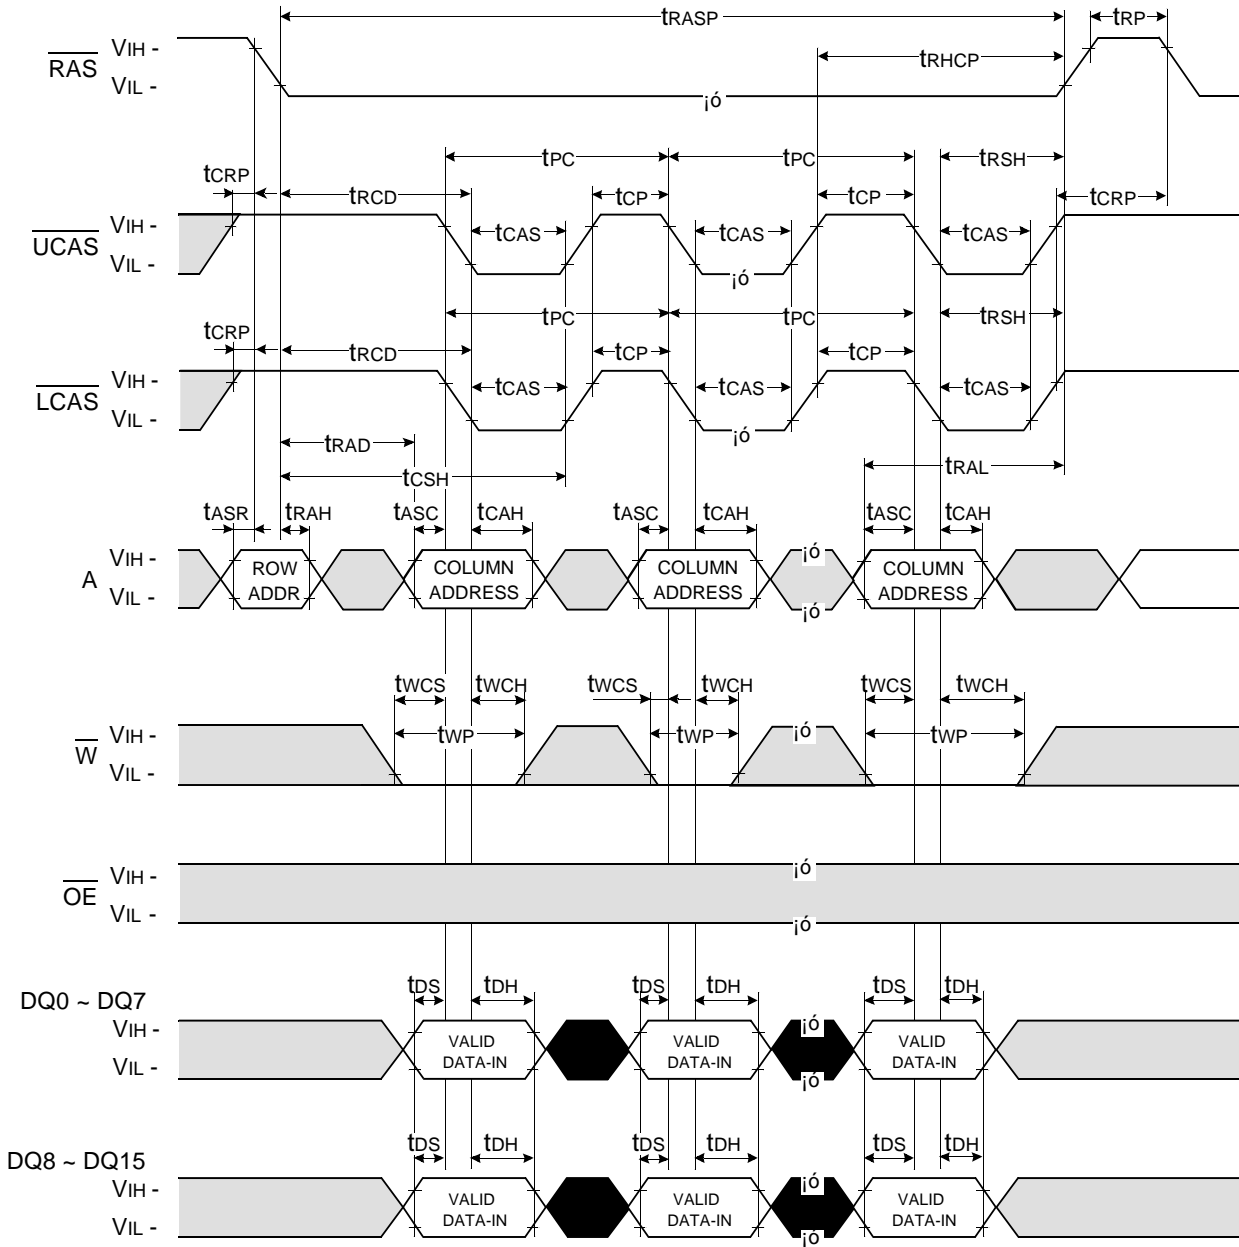 tRASP
tRP
tRHCP
RAS
VIH -
VIL -
¡ó
tPC
tPC
tRSH
tCRP
tRCD
tCP
tCP
tCRP
UCAS
VIH -
VIL -
tCAS
tCAS
tCAS
¡ó
tPC
tPC
tRSH
tCRP
tRCD
tCP
tCP
LCAS
VIH -
VIL -
tCAS
tCAS
tCAS
¡ó
tRAD
tCSH
tRAL
tASR
tRAH
tASC
tCAH
tASC
tCAH
tASC
tCAH
A
VIH -
VIL -
ROW
ADDR
COLUMN
ADDRESS
COLUMN
ADDRESS
¡ó
¡ó
COLUMN
ADDRESS
tWCS
tWCH
tWCS
tWCH
tWCS
tWCH
W
VIH -
VIL -
tWP
tWP
¡ó
tWP
OE
VIH -
VIL -
¡ó
¡ó
tDS
tDH
tDS
tDH
tDS
tDH
DQ0 ~ DQ7
VIH -
VIL -
VALID
DATA-IN
VALID
DATA-IN
¡ó
¡ó
VALID
DATA-IN
tDS
tDH
tDS
tDH
tDS
tDH
DQ8 ~ DQ15
VIH -
VIL -
VALID
DATA-IN
VALID
DATA-IN
¡ó
¡ó
VALID
DATA-IN